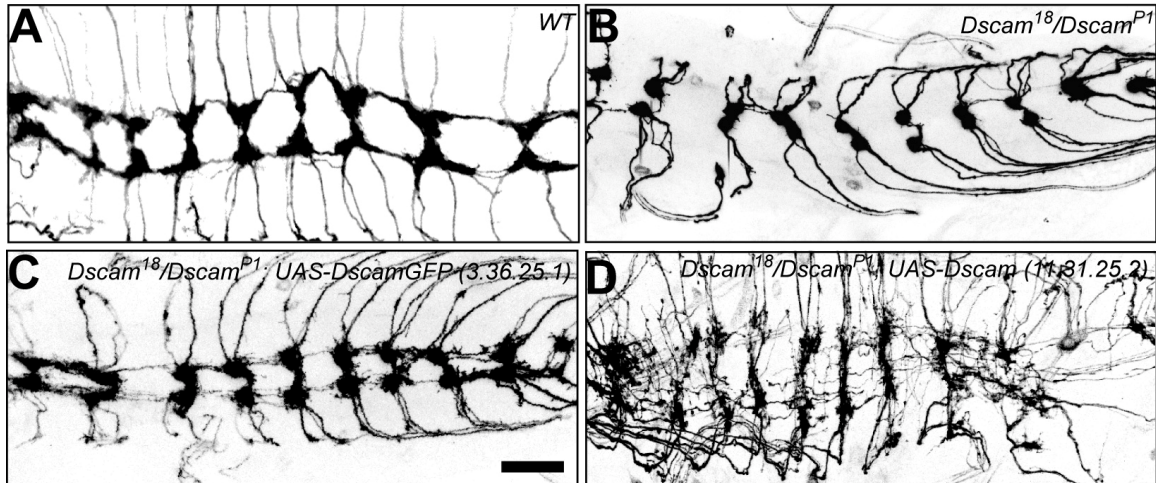 A WT
B Dscam18/DscamP1
C Dscam18/DscamP1; UAS-DscamGFP (3.36.25.1)
D Dscam18/DscamP1; UAS-Dscam (11.31.25.2)